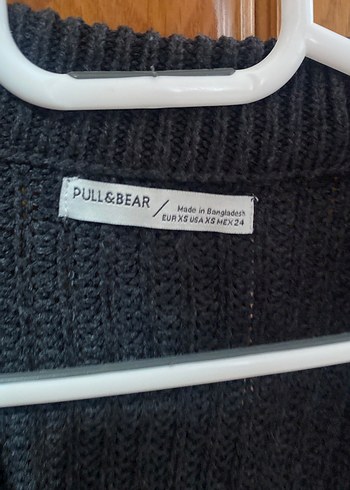 PULL&BEAR
Made in Bangladesh
EUR XS USA XS MEX 24